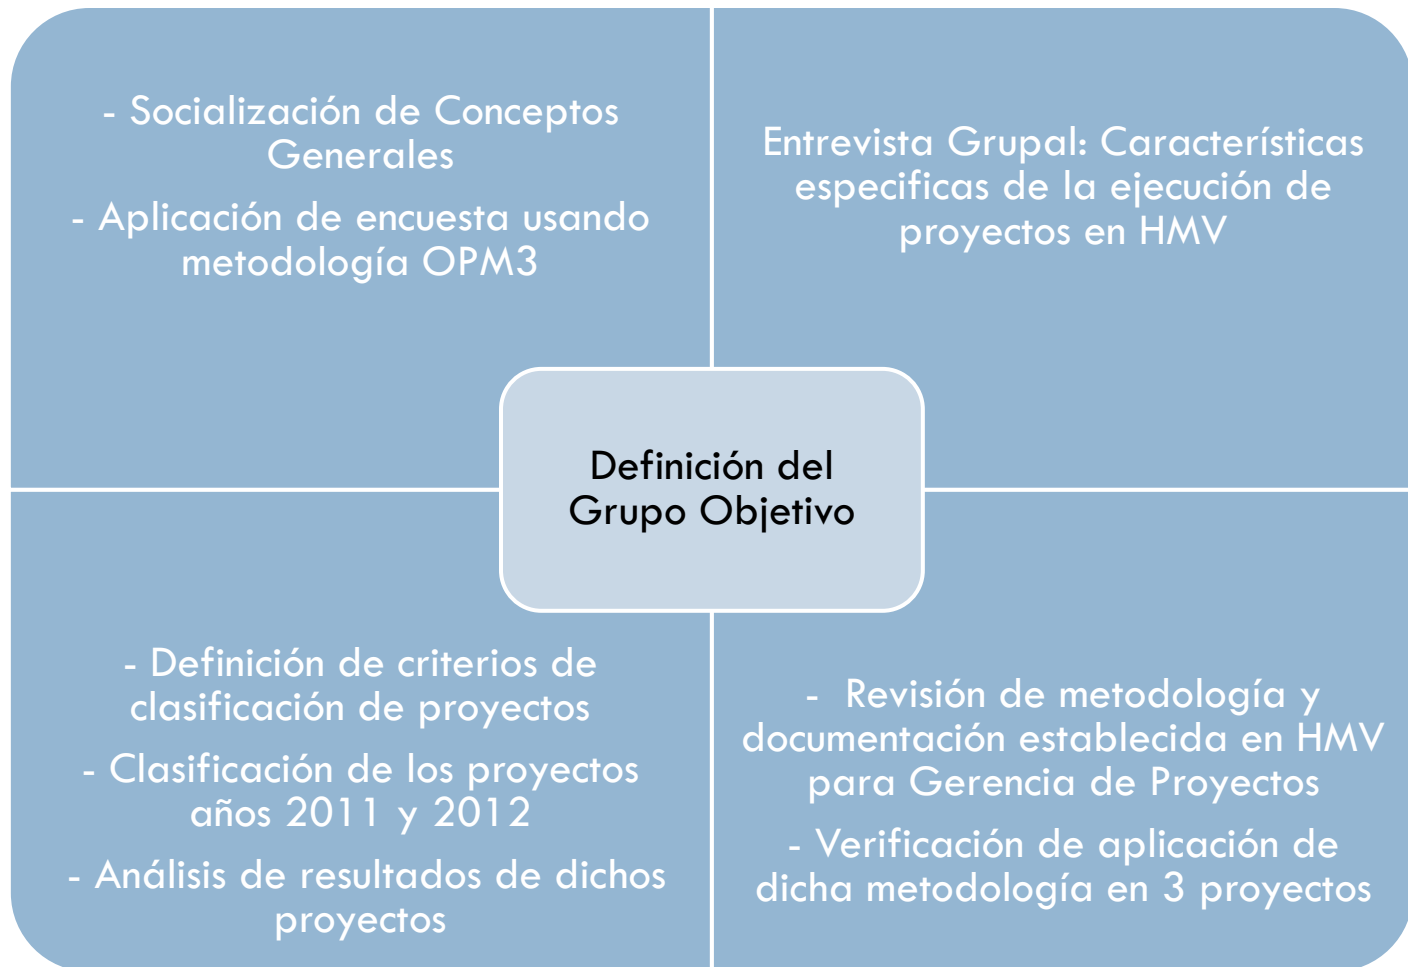 - Socialización de Conceptos
Generales
- Aplicación de encuesta usando
metodología OPM3
Entrevista Grupal: Características
especificas de la ejecución de
proyectos en HMV
Definición del
Grupo Objetivo
- Definición de criterios de
clasificación de proyectos
- Clasificación de los proyectos
años 2011 y 2012
- Análisis de resultados de dichos
proyectos
- Revisión de metodología y
documentación establecida en HMV
para Gerencia de Proyectos
- Verificación de aplicación de
dicha metodología en 3 proyectos